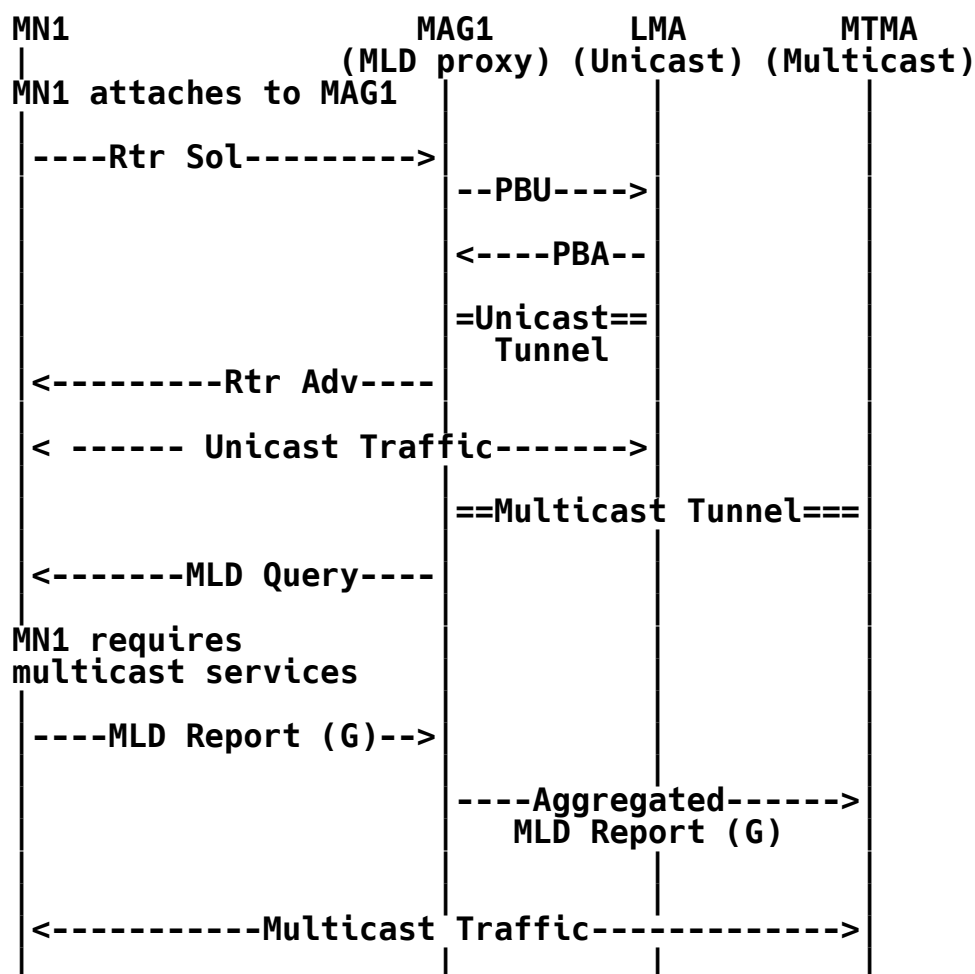 MN1 MAG1 LMA MTMA
(MLD proxy) (Unicast) (Multicast)
MN1 attaches to MAG1
----Rtr Sol--------->
--PBU---->
<----PBA--
=Unicast==
Tunnel
<---------Rtr Adv----
< ------ Unicast Traffic------->
==Multicast Tunnel===
<-------MLD Query----
MN1 requires
multicast services
----MLD Report (G)-->
----Aggregated------>
MLD Report (G)
<-----------Multicast Traffic------------->